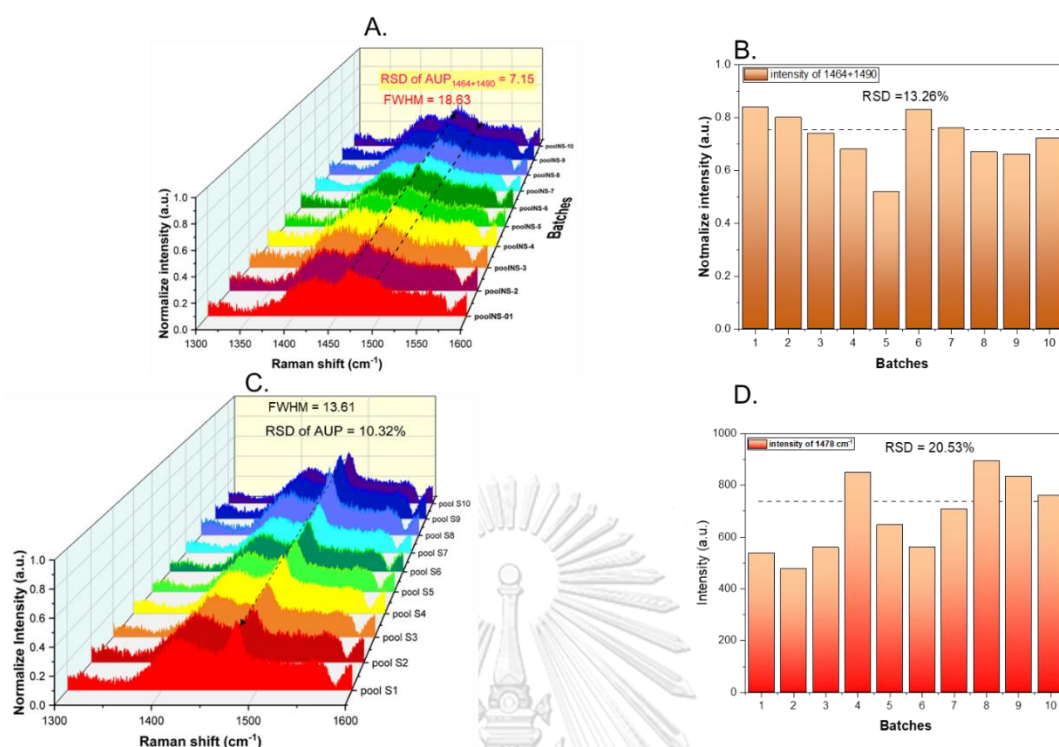 A.
RSD of AUP1464+1490 = 7.15
FWHM = 18.63
poolNS-10
poolNS-9
poolNS-8
poolNS-7
poolNS-6
poolNS-5
poolNS-4
poolNS-3
poolNS-2
poolNS-01
Batches
Normalize intensity (a.u.)
1.0
0.8
0.6
0.4
0.2
0.0
1300 1350 1400 1450 1500 1550 1600
Raman shift (cm-1)
B.
intensity of 1464+1490
RSD =13.26%
Notmalize intensity (a.u.)
1.0
0.8
0.6
0.4
0.2
0.0
1 2 3 4 5 6 7 8 9 10
Batches
C.
FWHM = 13.61
RSD of AUP = 10.32%
pool S10
pool S9
pool S8
pool S7
pool S6
pool S5
pool S4
pool S3
pool S2
pool S1
Normalize Intensity (a.u.)
1.0
0.8
0.6
0.4
0.2
0.0
1300 1400 1500 1600
Raman shift (cm-1)
D.
intensity of 1478 cm-1
RSD = 20.53%
Intensity (a.u.)
1000
800
600
400
200
0
1 2 3 4 5 6 7 8 9 10
Batches